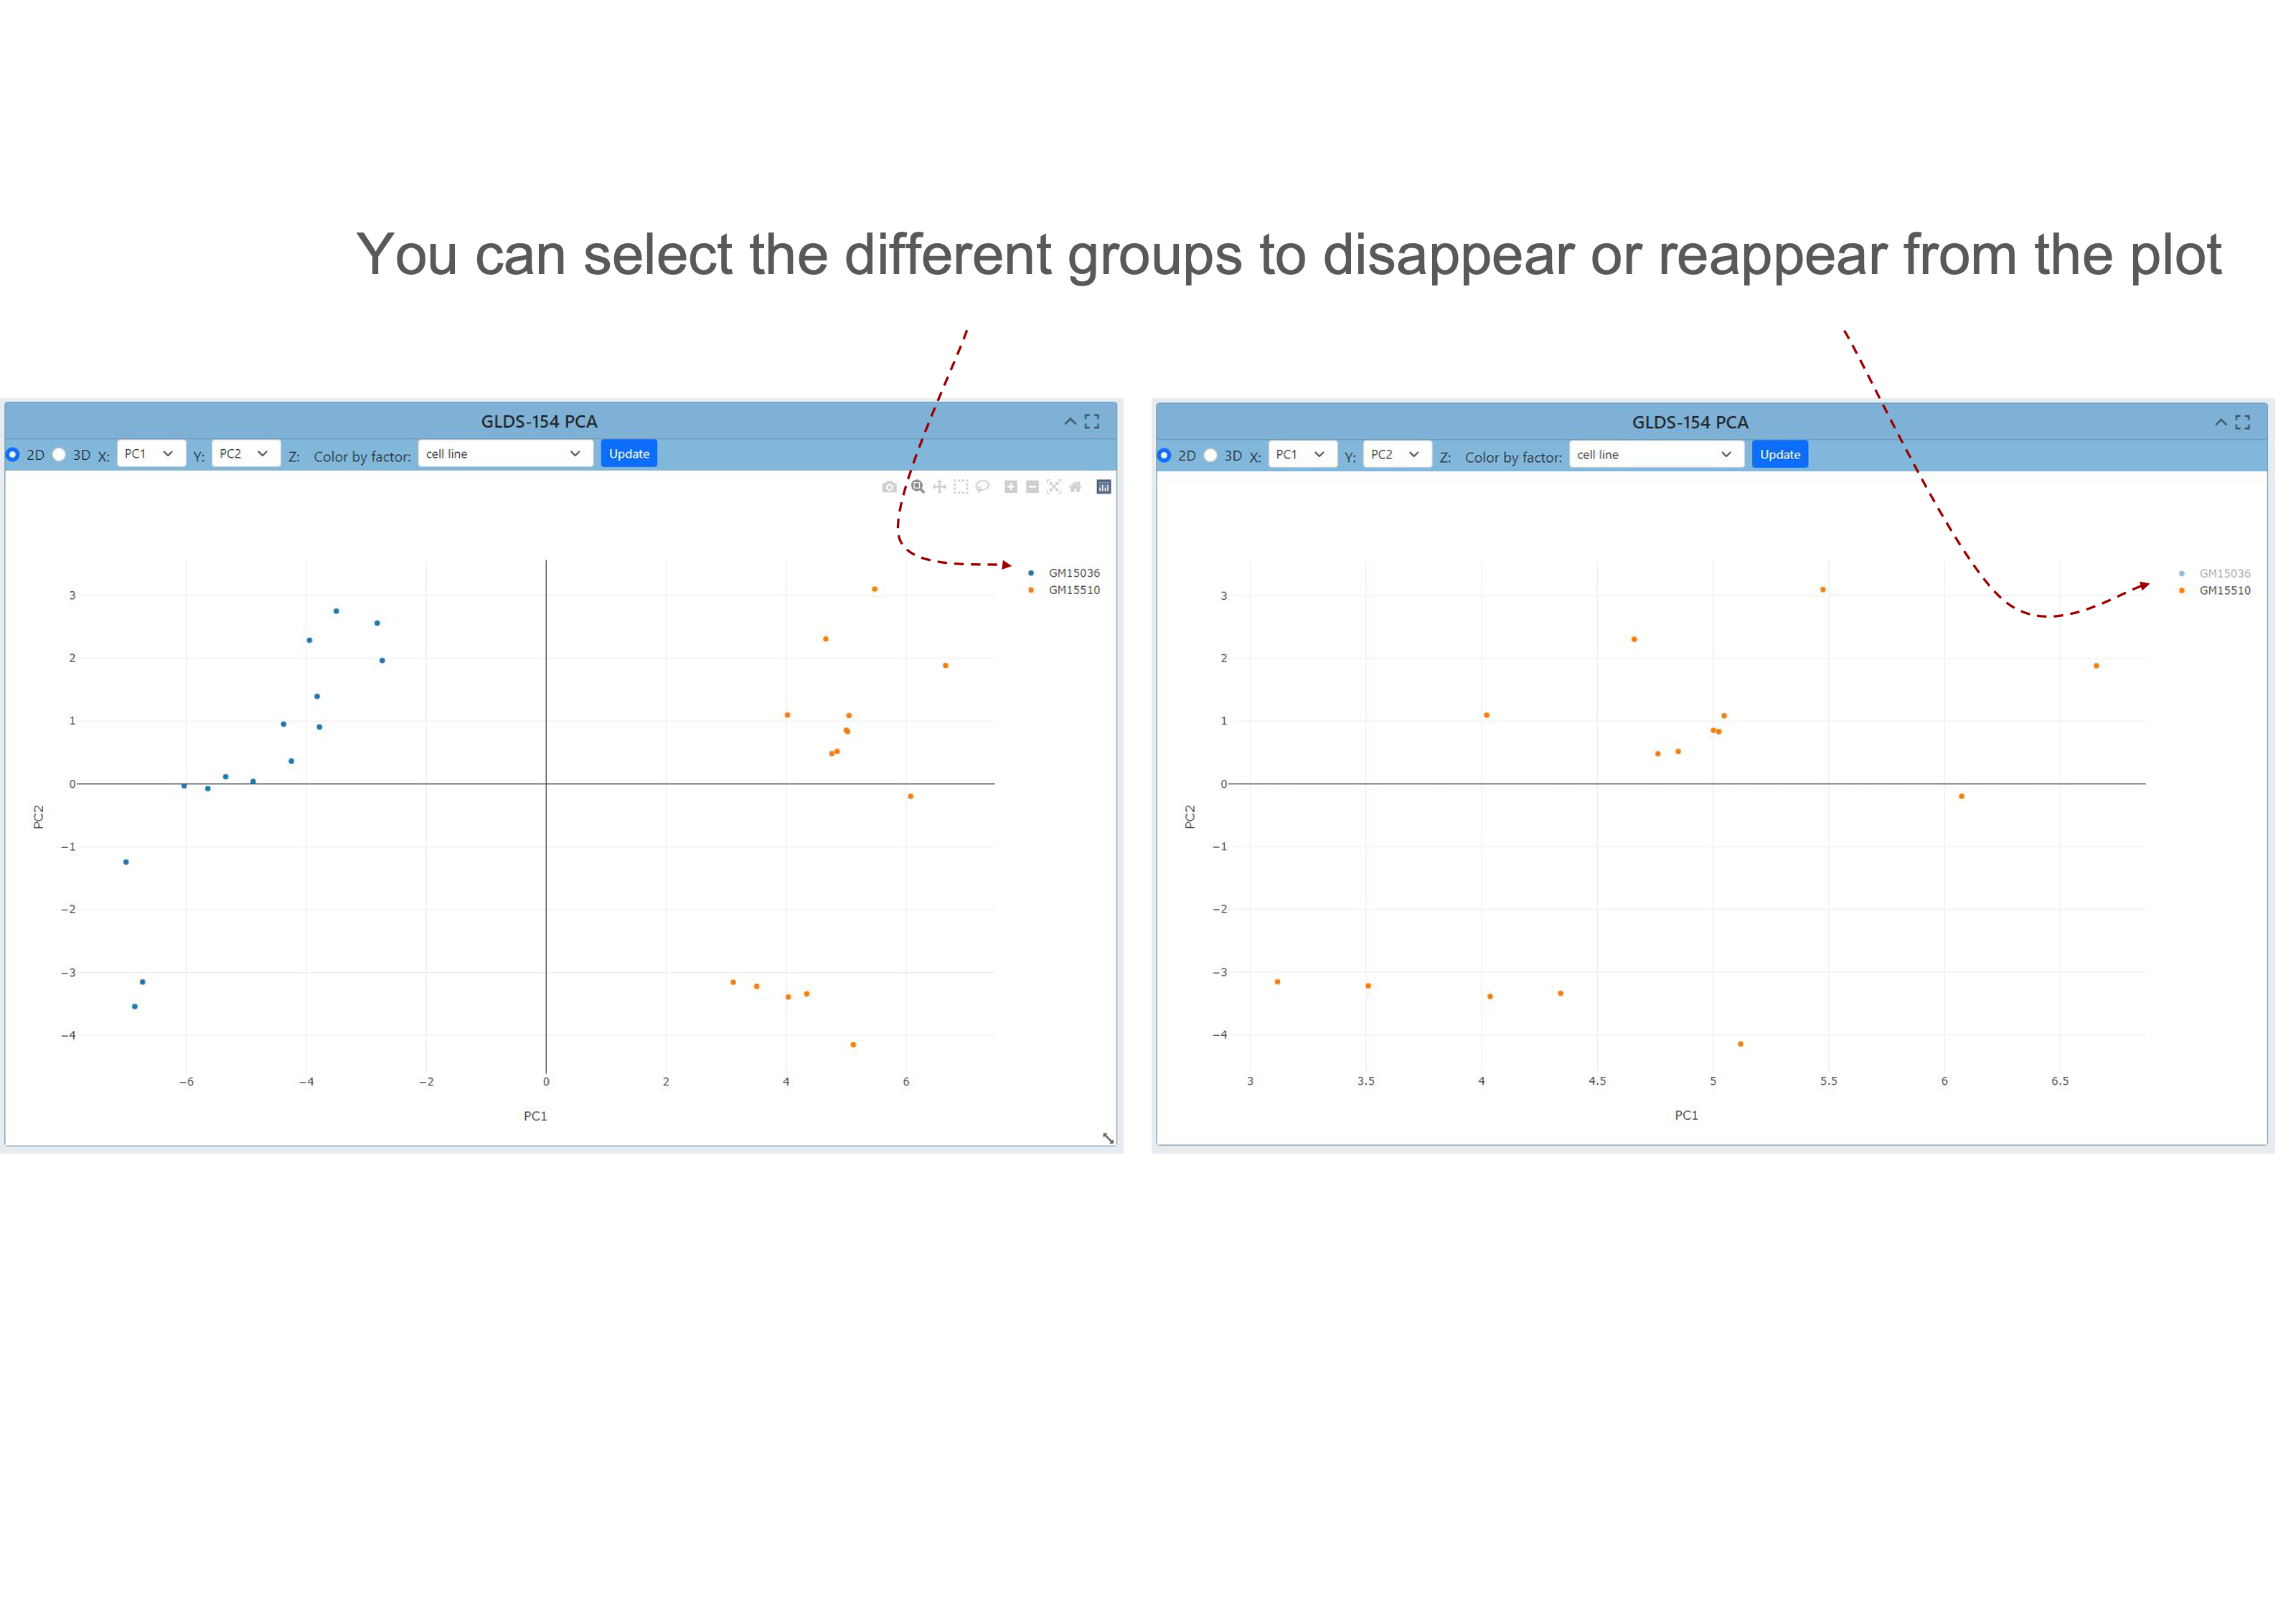 You can select the different groups to disappear or reappear from the plot
GLDS-154 PCA
2D 3D X: PC1 Y: PC2 Z: Color by factor: cell line Update
GM15036
GM15510
3
2
1
0
−1
−2
−3
−4
PC2
−6 −4 −2 0 2 4 6
PC1
GLDS-154 PCA
2D 3D X: PC1 Y: PC2 Z: Color by factor: cell line Update
GM15036
GM15510
3
2
1
0
−1
−2
−3
−4
PC2
3 3.5 4 4.5 5 5.5 6 6.5
PC1